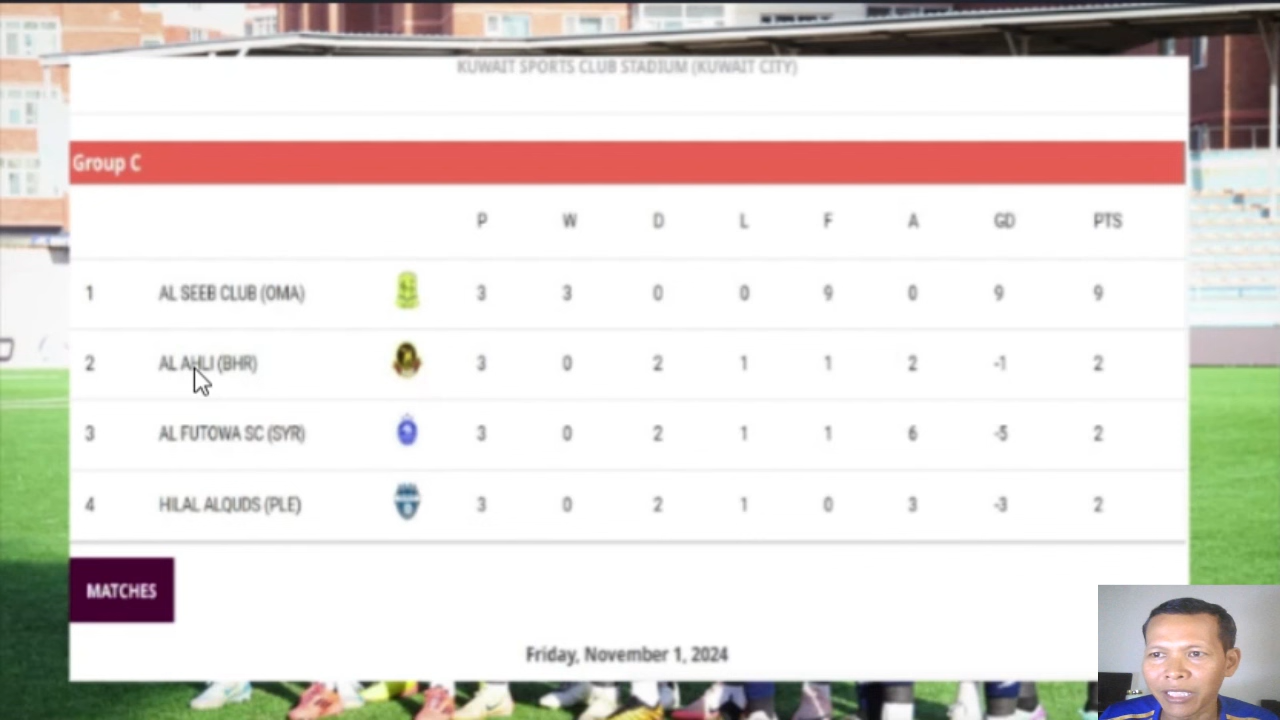 KUWAIT SPORTS CLUB STADIUM (KUWAIT CITY)
Group C
P W D L F A GD PTS
1 AL SEEB CLUB (OMA) 3 3 0 0 9 0 9 9
2 AL AHLI (BHR) 3 0 2 1 1 2 -1 2
3 AL FUTOWA SC (SYR) 3 0 2 1 1 6 -5 2
4 HILAL ALQUDS (PLE) 3 0 2 1 0 3 -3 2
MATCHES
Friday, November 1, 2024